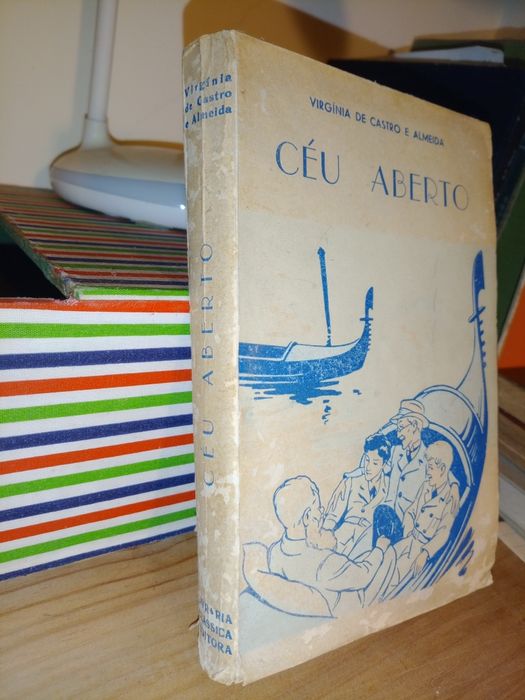 Virgínia
de Castro
e Almeida
CÉU ABERTO
CLÁSSICA
EDITORA
VIRGÍNIA DE CASTRO E ALMEIDA
CÉU ABERTO